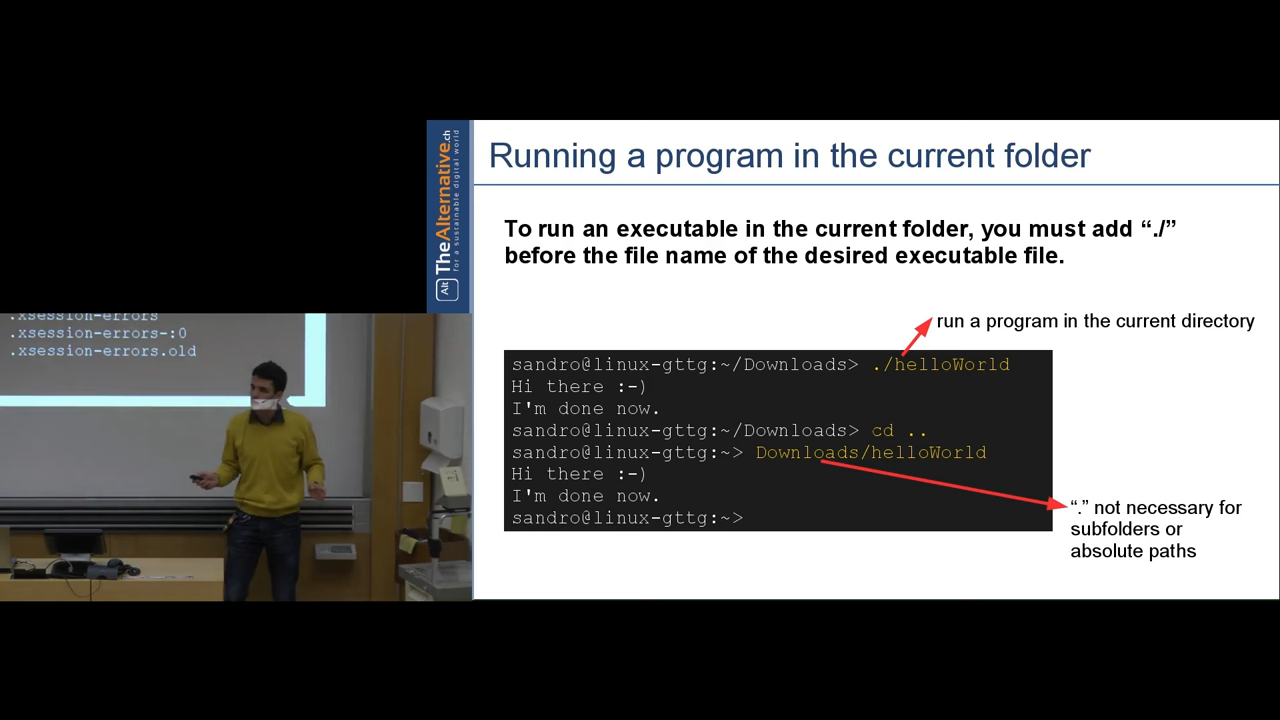 TheAlternative.ch
for a sustainable digital world
Alt
Running a program in the current folder
To run an executable in the current folder, you must add “./”
before the file name of the desired executable file.
run a program in the current directory
sandro@linux-gttg:~/Downloads> ./helloWorld
Hi there :-)
I'm done now.
sandro@linux-gttg:~/Downloads> cd ..
sandro@linux-gttg:~> Downloads/helloWorld
Hi there :-)
I'm done now.
sandro@linux-gttg:~>
“.” not necessary for
subfolders or
absolute paths
.xsession-errors
.xsession-errors-:0
.xsession-errors.old